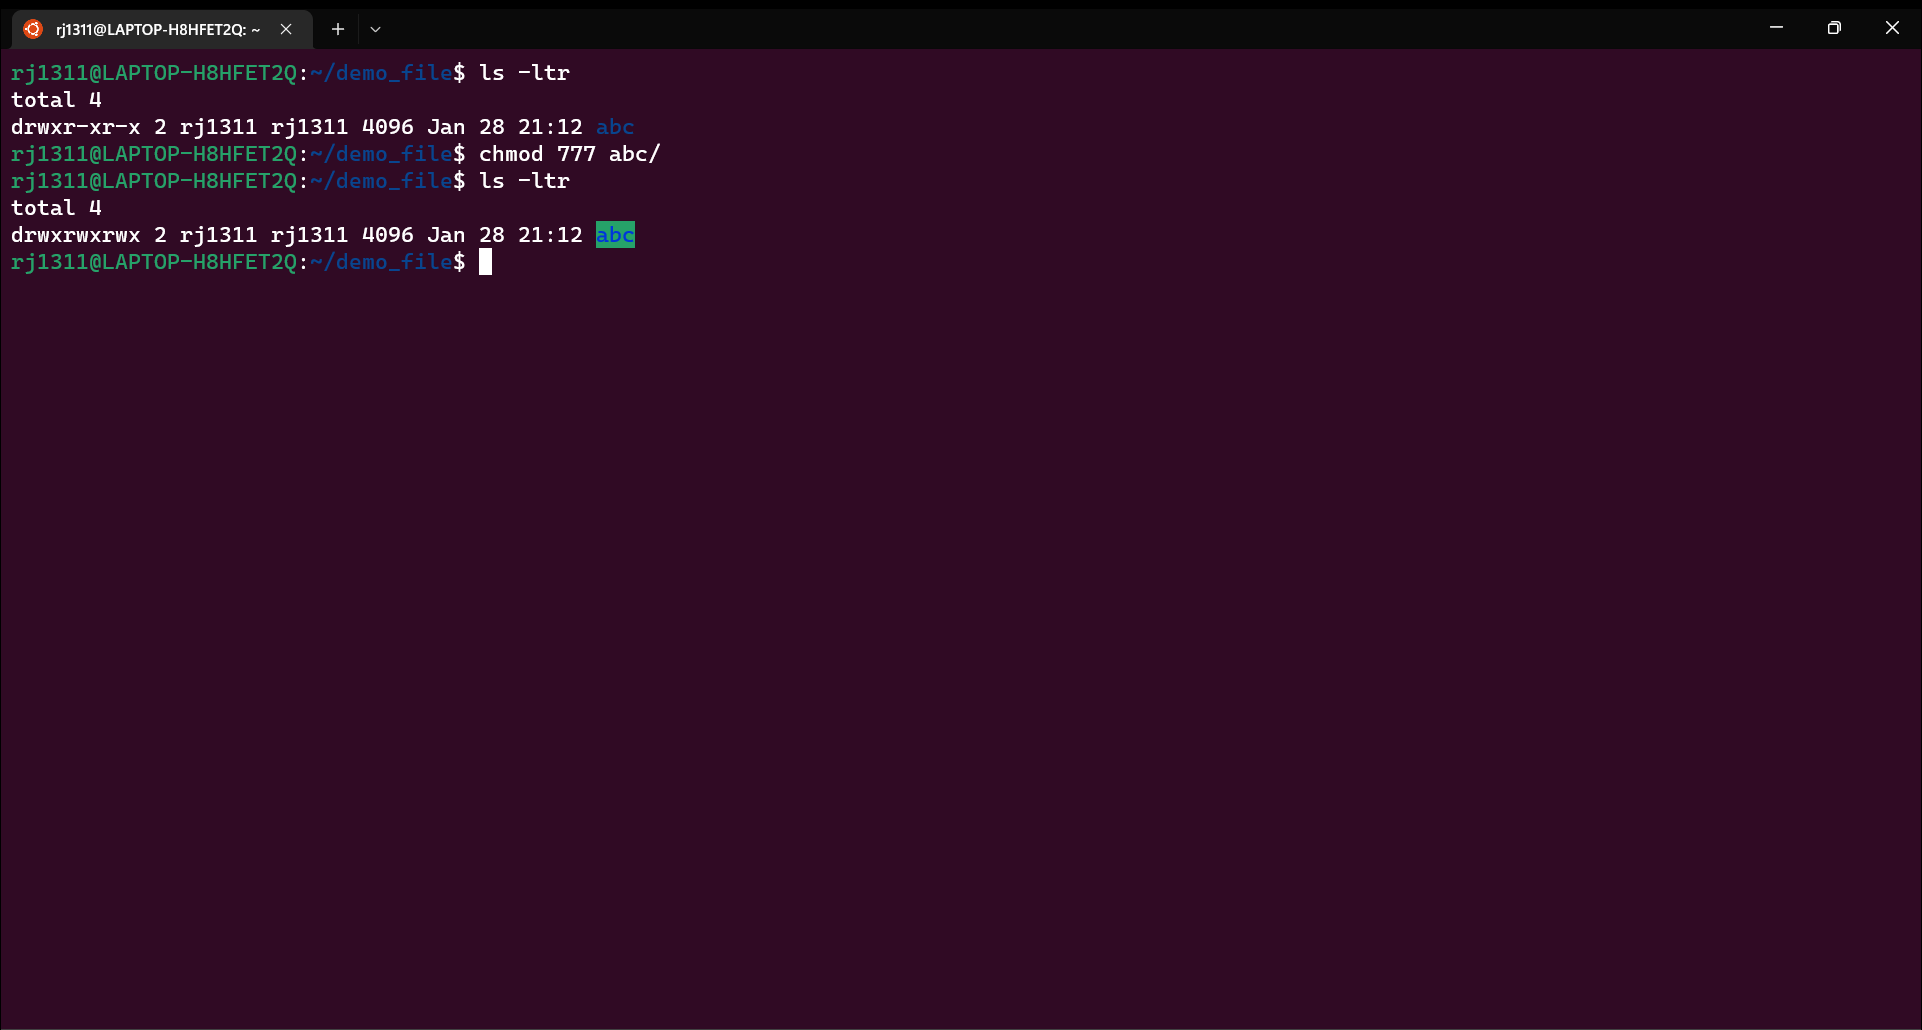 rj1311@LAPTOP-H8HFET2Q: ~
rj1311@LAPTOP-H8HFET2Q:~/demo_file$ ls -ltr
total 4
drwxr-xr-x 2 rj1311 rj1311 4096 Jan 28 21:12 abc
rj1311@LAPTOP-H8HFET2Q:~/demo_file$ chmod 777 abc/
rj1311@LAPTOP-H8HFET2Q:~/demo_file$ ls -ltr
total 4
drwxrwxrwx 2 rj1311 rj1311 4096 Jan 28 21:12 abc
rj1311@LAPTOP-H8HFET2Q:~/demo_file$